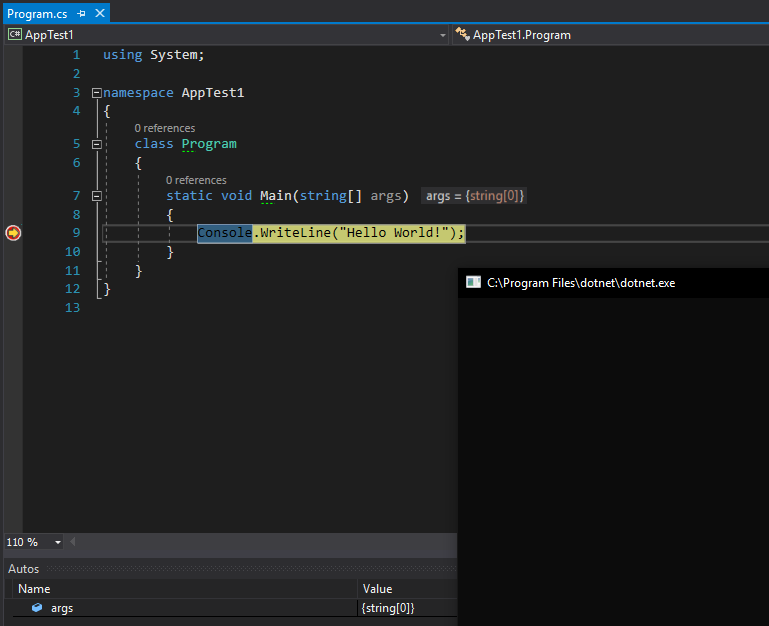 Program.cs
C# AppTest1 AppTest1.Program
1 using System;
2
3 namespace AppTest1
4 {
0 references
5 class Program
6 {
0 references
7 static void Main(string[] args) args = {string[0]}
8 {
9 Console.WriteLine("Hello World!");
10 }
11 }
12 }
13
C:\Program Files\dotnet\dotnet.exe
110 %
Autos
Name Value
args {string[0]}